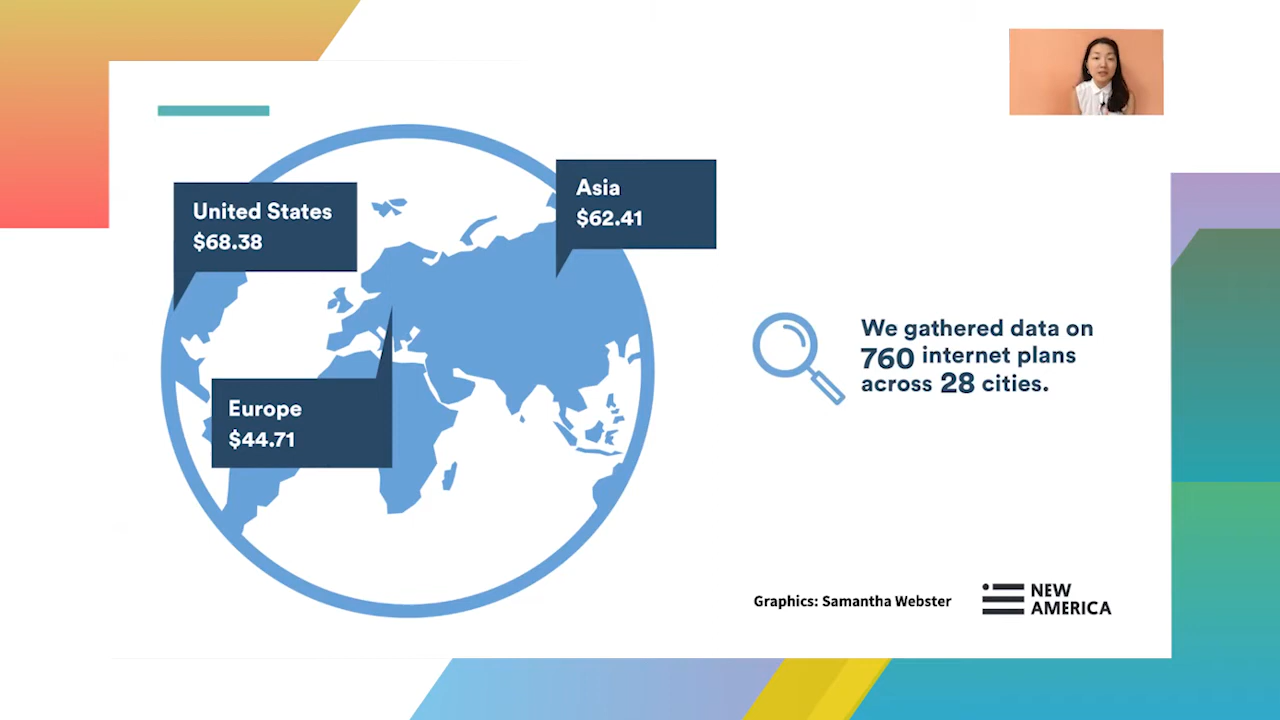 United States
$68.38
Asia
$62.41
Europe
$44.71
We gathered data on
760 internet plans
across 28 cities.
Graphics: Samantha Webster
NEW
AMERICA